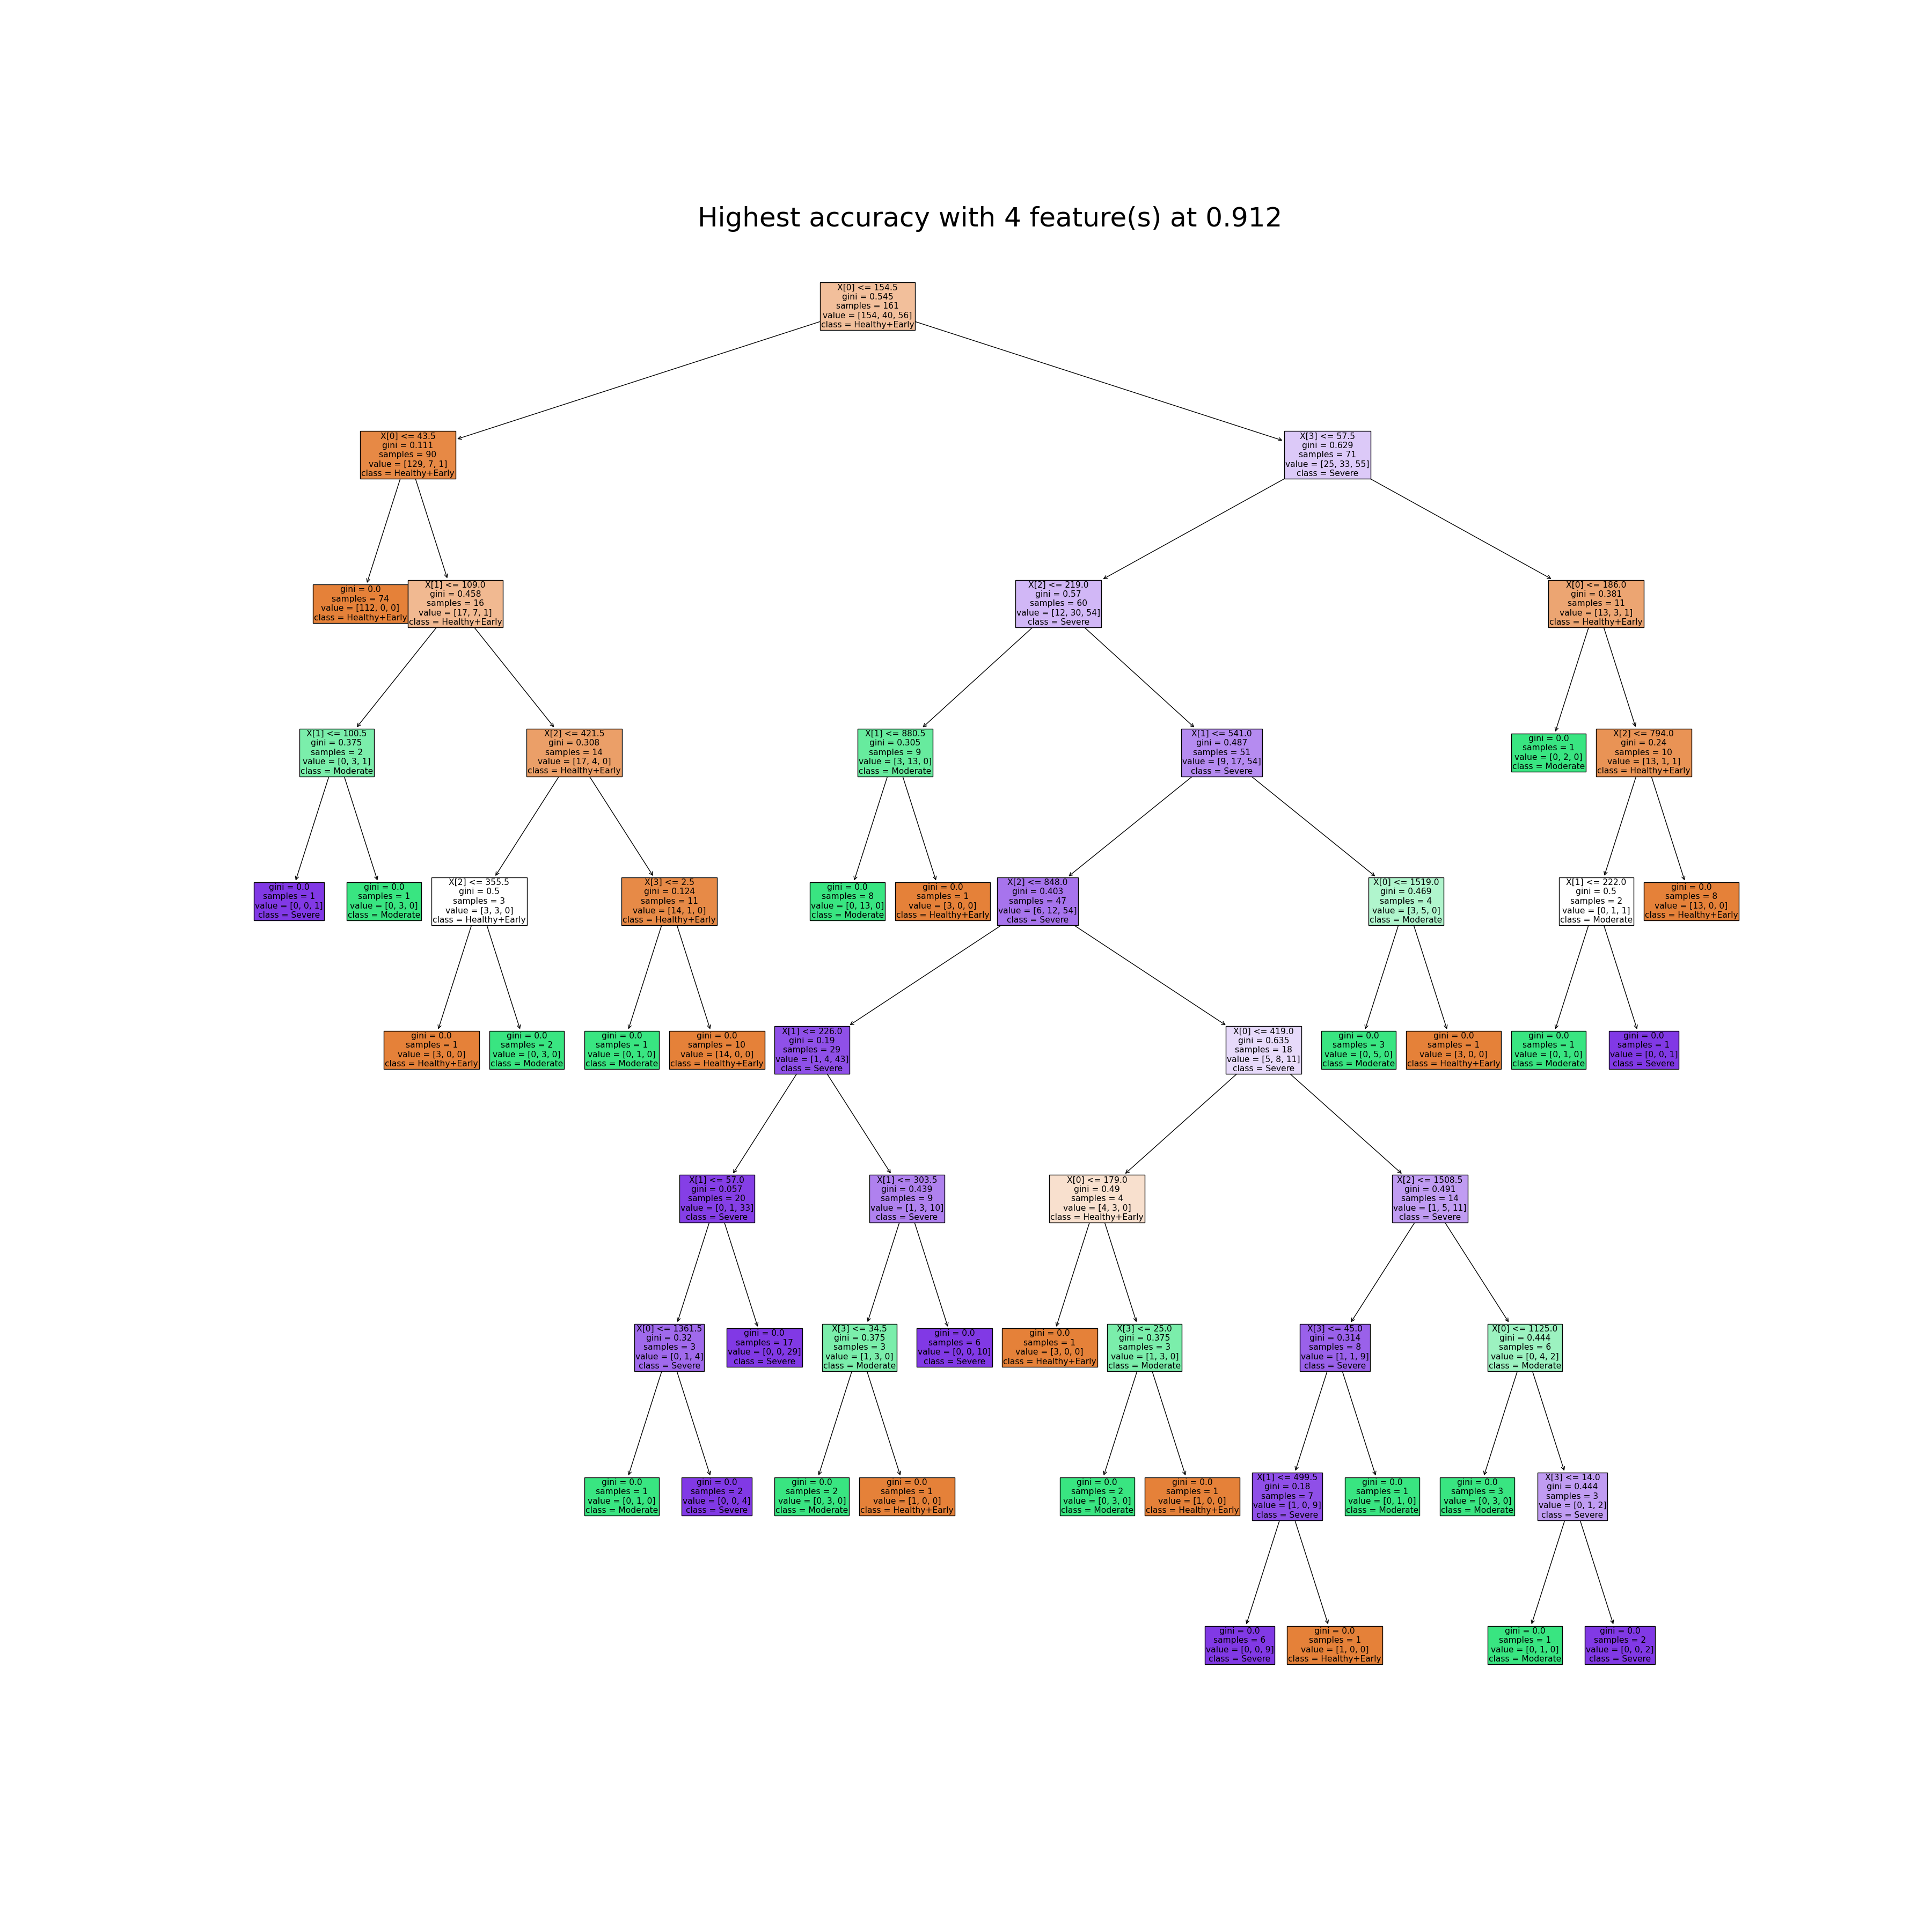 Highest accuracy with 4 feature(s) at 0.912
X[0] <= 154.5
gini = 0.545
samples = 161
value = [154, 40, 56]
class = Healthy+Early
X[0] <= 43.5
gini = 0.111
samples = 90
value = [129, 7, 1]
class = Healthy+Early
X[3] <= 57.5
gini = 0.629
samples = 71
value = [25, 33, 55]
class = Severe
gini = 0.0
samples = 74
value = [112, 0, 0]
class = Healthy+Early
X[1] <= 109.0
gini = 0.458
samples = 16
value = [17, 7, 1]
class = Healthy+Early
X[2] <= 219.0
gini = 0.57
samples = 60
value = [12, 30, 54]
class = Severe
X[0] <= 186.0
gini = 0.381
samples = 11
value = [13, 3, 1]
class = Healthy+Early
X[1] <= 100.5
gini = 0.375
samples = 2
value = [0, 3, 1]
class = Moderate
X[2] <= 421.5
gini = 0.308
samples = 14
value = [17, 4, 0]
class = Healthy+Early
X[1] <= 880.5
gini = 0.305
samples = 9
value = [3, 13, 0]
class = Moderate
X[1] <= 541.0
gini = 0.487
samples = 51
value = [9, 17, 54]
class = Severe
gini = 0.0
samples = 1
value = [0, 2, 0]
class = Moderate
X[2] <= 794.0
gini = 0.24
samples = 10
value = [13, 1, 1]
class = Healthy+Early
gini = 0.0
samples = 1
value = [0, 0, 1]
class = Severe
gini = 0.0
samples = 1
value = [0, 3, 0]
class = Moderate
X[2] <= 355.5
gini = 0.5
samples = 3
value = [3, 3, 0]
class = Healthy+Early
X[3] <= 2.5
gini = 0.124
samples = 11
value = [14, 1, 0]
class = Healthy+Early
gini = 0.0
samples = 8
value = [0, 13, 0]
class = Moderate
gini = 0.0
samples = 1
value = [3, 0, 0]
class = Healthy+Early
X[2] <= 848.0
gini = 0.403
samples = 47
value = [6, 12, 54]
class = Severe
X[0] <= 1519.0
gini = 0.469
samples = 4
value = [3, 5, 0]
class = Moderate
X[1] <= 222.0
gini = 0.5
samples = 2
value = [0, 1, 1]
class = Moderate
gini = 0.0
samples = 8
value = [13, 0, 0]
class = Healthy+Early
gini = 0.0
samples = 1
value = [3, 0, 0]
class = Healthy+Early
gini = 0.0
samples = 2
value = [0, 3, 0]
class = Moderate
gini = 0.0
samples = 1
value = [0, 1, 0]
class = Moderate
gini = 0.0
samples = 10
value = [14, 0, 0]
class = Healthy+Early
X[1] <= 226.0
gini = 0.19
samples = 29
value = [1, 4, 43]
class = Severe
X[0] <= 419.0
gini = 0.635
samples = 18
value = [5, 8, 11]
class = Severe
gini = 0.0
samples = 3
value = [0, 5, 0]
class = Moderate
gini = 0.0
samples = 1
value = [3, 0, 0]
class = Healthy+Early
gini = 0.0
samples = 1
value = [0, 1, 0]
class = Moderate
gini = 0.0
samples = 1
value = [0, 0, 1]
class = Severe
X[1] <= 57.0
gini = 0.057
samples = 20
value = [0, 1, 33]
class = Severe
X[1] <= 303.5
gini = 0.439
samples = 9
value = [1, 3, 10]
class = Severe
X[0] <= 179.0
gini = 0.49
samples = 4
value = [4, 3, 0]
class = Healthy+Early
X[2] <= 1508.5
gini = 0.491
samples = 14
value = [1, 5, 11]
class = Severe
X[0] <= 1361.5
gini = 0.32
samples = 3
value = [0, 1, 4]
class = Severe
gini = 0.0
samples = 17
value = [0, 0, 29]
class = Severe
X[3] <= 34.5
gini = 0.375
samples = 3
value = [1, 3, 0]
class = Moderate
gini = 0.0
samples = 6
value = [0, 0, 10]
class = Severe
gini = 0.0
samples = 1
value = [3, 0, 0]
class = Healthy+Early
X[3] <= 25.0
gini = 0.375
samples = 3
value = [1, 3, 0]
class = Moderate
X[3] <= 45.0
gini = 0.314
samples = 8
value = [1, 1, 9]
class = Severe
X[0] <= 1125.0
gini = 0.444
samples = 6
value = [0, 4, 2]
class = Moderate
gini = 0.0
samples = 1
value = [0, 1, 0]
class = Moderate
gini = 0.0
samples = 2
value = [0, 0, 4]
class = Severe
gini = 0.0
samples = 2
value = [0, 3, 0]
class = Moderate
gini = 0.0
samples = 1
value = [1, 0, 0]
class = Healthy+Early
gini = 0.0
samples = 2
value = [0, 3, 0]
class = Moderate
gini = 0.0
samples = 1
value = [1, 0, 0]
class = Healthy+Early
X[1] <= 499.5
gini = 0.18
samples = 7
value = [1, 0, 9]
class = Severe
gini = 0.0
samples = 1
value = [0, 1, 0]
class = Moderate
gini = 0.0
samples = 3
value = [0, 3, 0]
class = Moderate
X[3] <= 14.0
gini = 0.444
samples = 3
value = [0, 1, 2]
class = Severe
gini = 0.0
samples = 6
value = [0, 0, 9]
class = Severe
gini = 0.0
samples = 1
value = [1, 0, 0]
class = Healthy+Early
gini = 0.0
samples = 1
value = [0, 1, 0]
class = Moderate
gini = 0.0
samples = 2
value = [0, 0, 2]
class = Severe